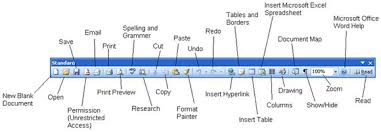 Insert Microsoft Excel
Spreadsheet
Microsoft Office
Word Help
Tables and
Borders
Spelling and
Grammer
Redo
Document Map
Email
Paste
Save
Print
Cut
Undo
Standard
100%
Read
New Blank
Document
Open
Print Preview
Copy
Format
Painter
Insert Hyperlink
Columns
Drawing
Zoom
Read
Permission
(Unrestricted
Access)
Research
Insert Table
Show/Hide